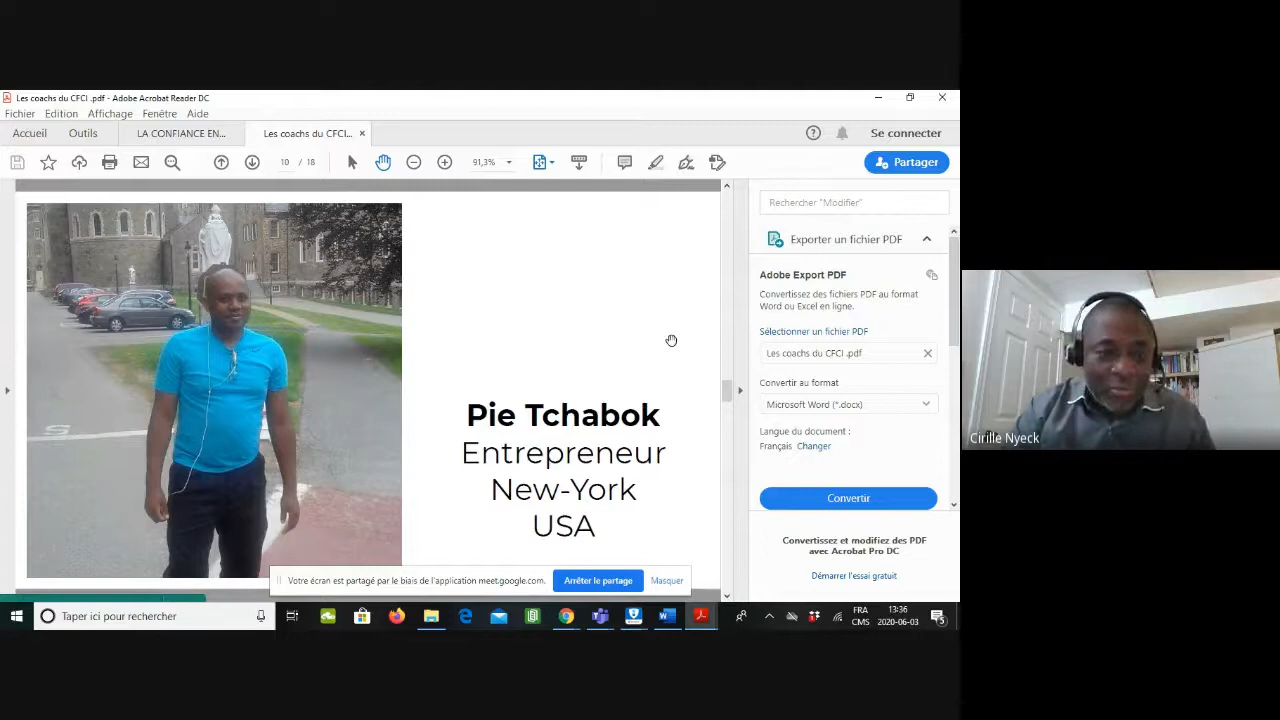 Les coachs du CFCI .pdf - Adobe Acrobat Reader DC
Fichier Edition Affichage Fenêtre Aide
Accueil Outils LA CONFIANCE EN... Les coachs du CFCI... × Se connecter
10 / 18 91,3% Partager
Rechercher "Modifier"
Exporter un fichier PDF
Adobe Export PDF
Convertissez des fichiers PDF au format
Word ou Excel en ligne.
Sélectionner un fichier PDF
Les coachs du CFCI .pdf
Convertir au format
Microsoft Word (*.docx)
Langue du document :
Français Changer
Convertir
Convertissez et modifiez des PDF
avec Acrobat Pro DC
Démarrer l'essai gratuit
Pie Tchabok
Entrepreneur
New-York
USA
Cirille Nyeck
Votre écran est partagé par le biais de l'application meet.google.com. Arrêter le partage Masquer
Taper ici pour rechercher
FRA
CMS
13:36
2020-06-03
5